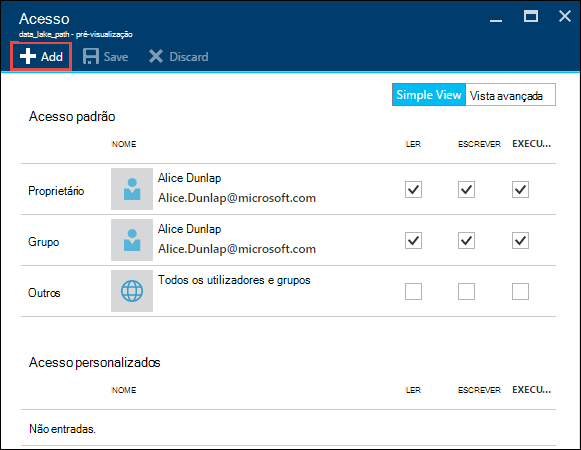 Acesso
data_lake_path - pré-visualização
Add Save Discard
Simple View Vista avançada
Acesso padrão
NOME LER ESCREVER EXECU...
Alice Dunlap
Proprietário
Alice.Dunlap@microsoft.com
Alice Dunlap
Grupo
Alice.Dunlap@microsoft.com
Todos os utilizadores e grupos
Outros
Acesso personalizados
NOME LER ESCREVER EXECU...
Não entradas.